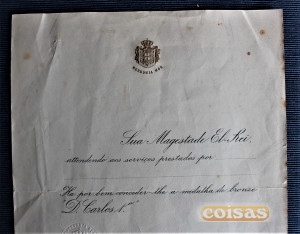 Sua Magestade El-Rei,
attendendo aos serviços prestados por
Ha por bem conceder-lhe a medalha de bronze
"D. Carlos 1.º"
coisas